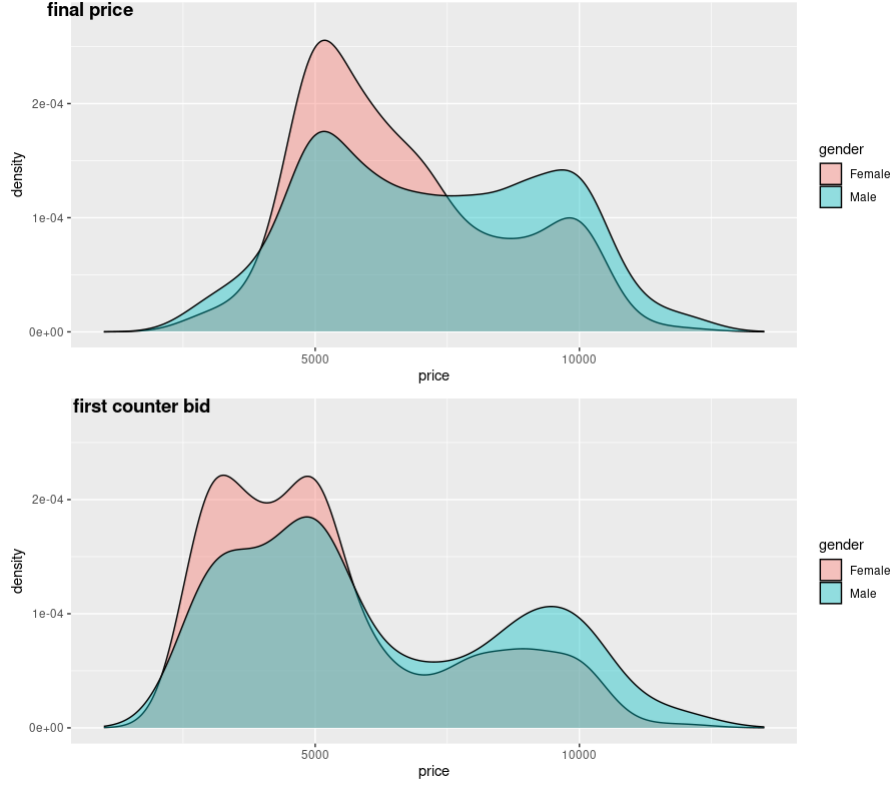 final price
density
2e-04
1e-04
0e+00
5000 10000
price
gender
Female
Male
first counter bid
density
2e-04
1e-04
0e+00
5000 10000
price
gender
Female
Male